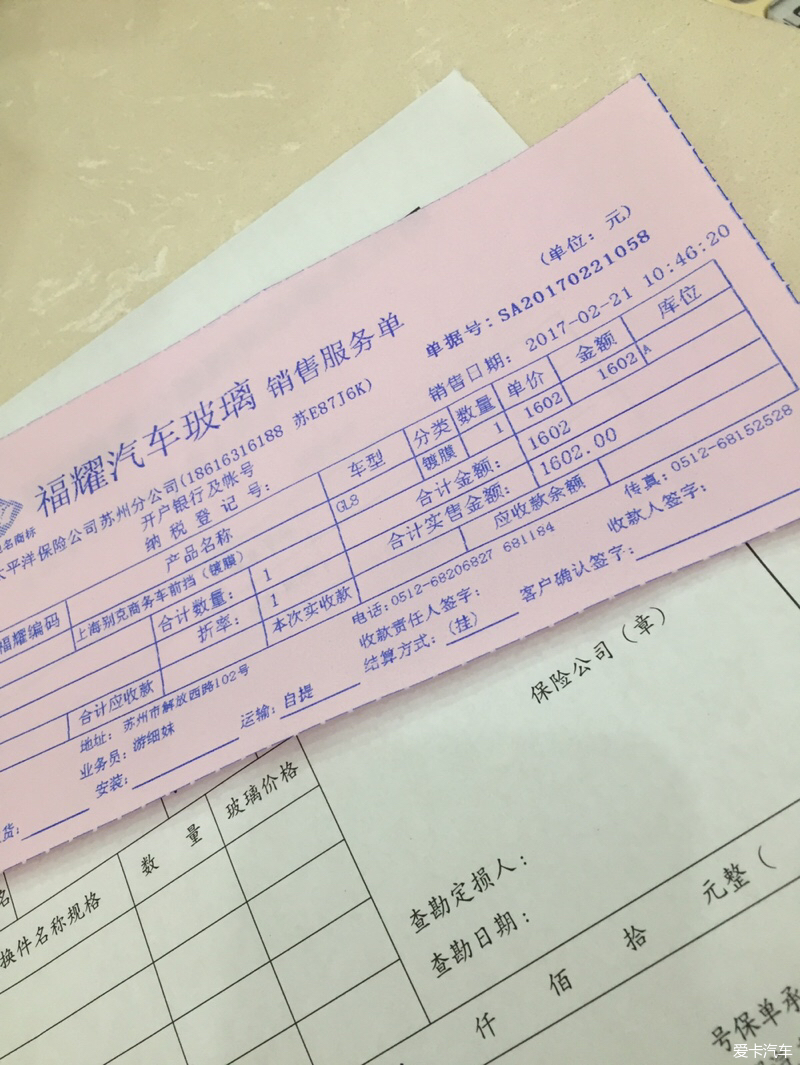 (单位：元)
福耀汽车玻璃 销售服务单
单据号：SA20170221058
平洋保险公司苏州分公司(18616316188 苏E87J6K)
销售日期：2017-02-21 10:46:20
开户银行及帐号
纳税登记号：
福耀编码 产品名称 车型 分类 数量 单价 金额 库位
上海别克商务车前挡(镀膜) GL8 镀膜 1 1602 1602 A
合计数量： 1 合计金额： 1602
折率： 1 合计实售金额： 1602.00
合计应收款 本次实收款 应收款余额
地址： 苏州市解放西路102号 电话：0512-68206827 681184 传真：0512-68152528
业务员：游细妹 收款责任人签字： 收款人签字：
安装： 运输：自提 结算方式：(挂) 客户确认签字：
货：
保险公司（章）
换件名称规格 数量 玻璃价格
查勘定损人：
查勘日期：
仟 佰 拾 元整（
号保单承
爱卡汽车